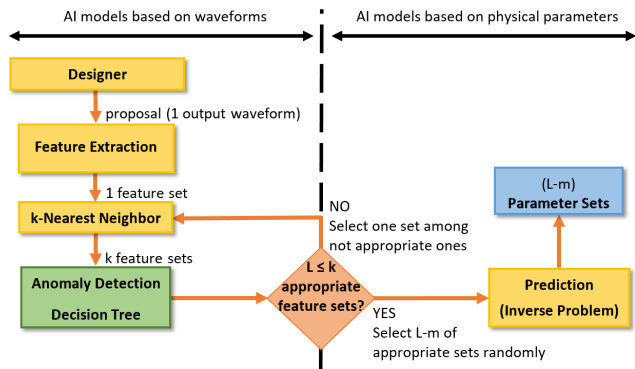 AI models based on waveforms
AI models based on physical parameters
Designer
proposal (1 output waveform)
Feature Extraction
1 feature set
k-Nearest Neighbor
k feature sets
Anomaly Detection
Decision Tree
L ≤ k
appropriate
feature sets?
NO
Select one set among
not appropriate ones
YES
Select L-m of
appropriate sets randomly
(L-m)
Parameter Sets
Prediction
(Inverse Problem)